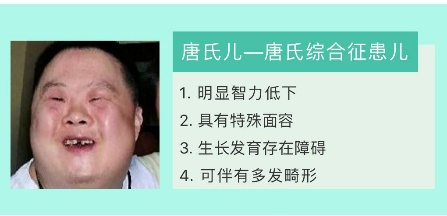 唐氏儿—唐氏综合征患儿
1. 明显智力低下
2. 具有特殊面容
3. 生长发育存在障碍
4. 可伴有多发畸形